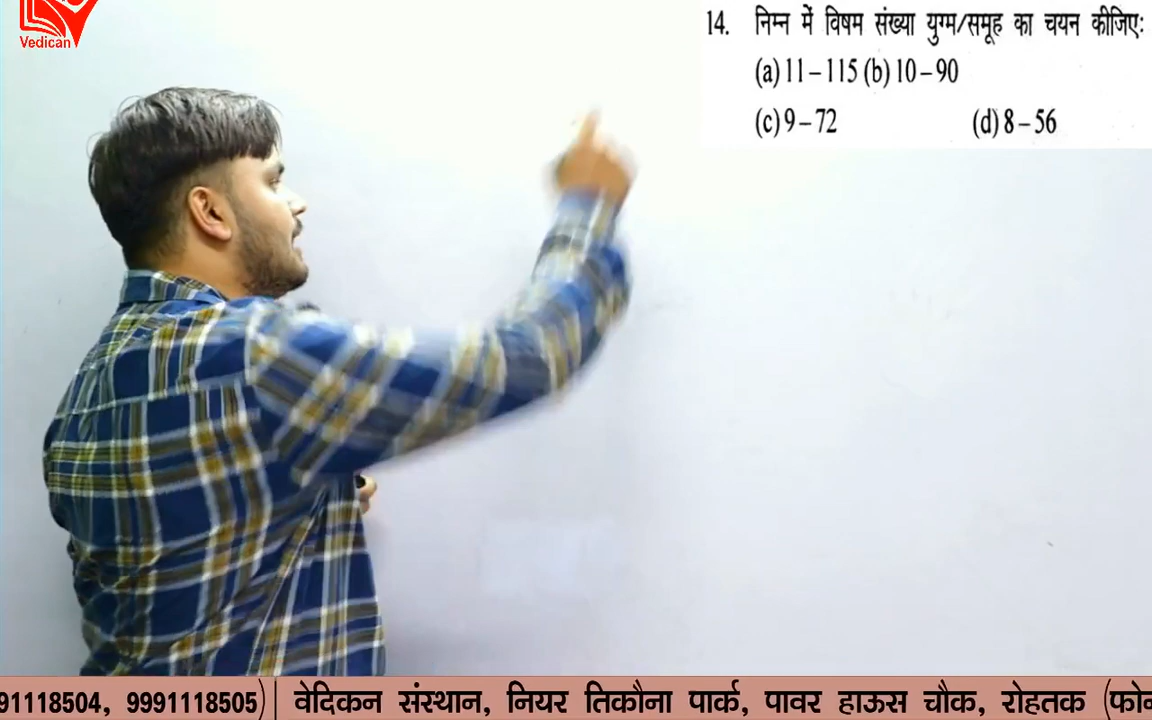 Vedican
14. निम्न में विषम संख्या युग्म/समूह का चयन कीजिएः
(a) 11–115 (b) 10–90
(c) 9–72 (d) 8–56
91118504, 9991118505) | वेदिकन संस्थान, नियर तिकौना पार्क, पावर हाऊस चौक, रोहतक (फोन